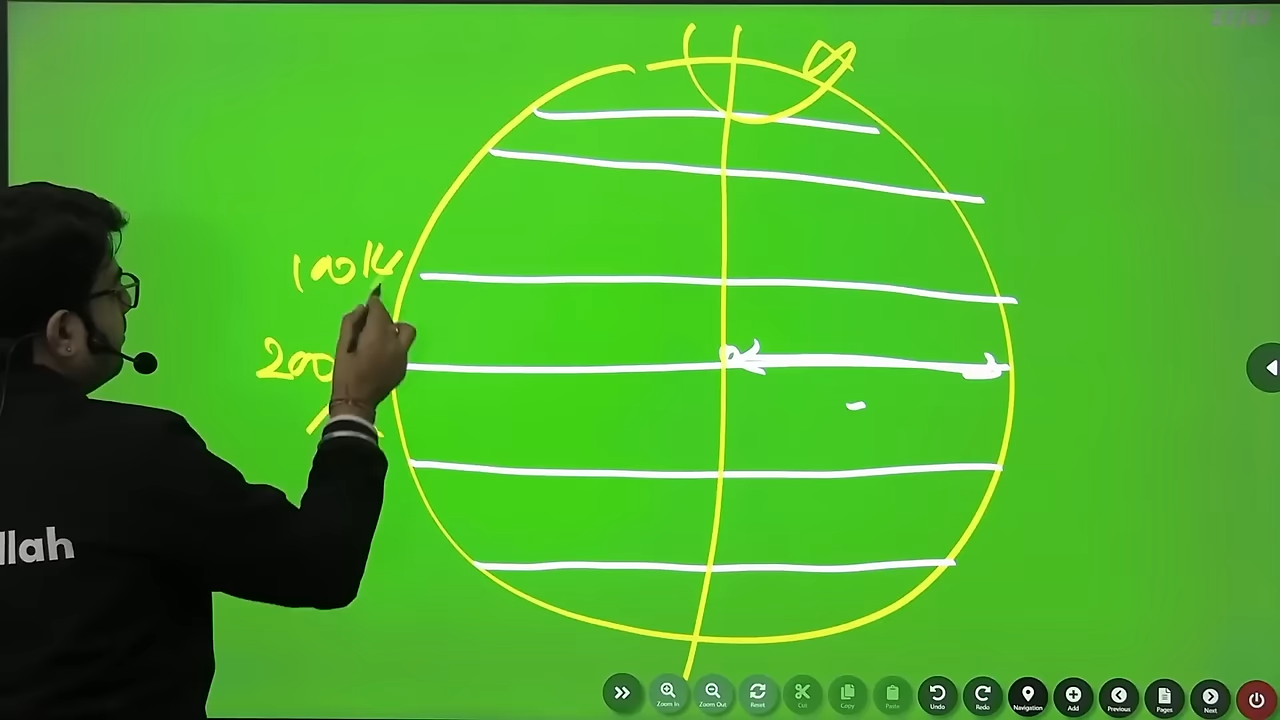 100K
200
llah
Zoom In
Zoom Out
Reset
Cut
Copy
Paste
Undo
Redo
Navigation
Add
Previous
Pages
Next